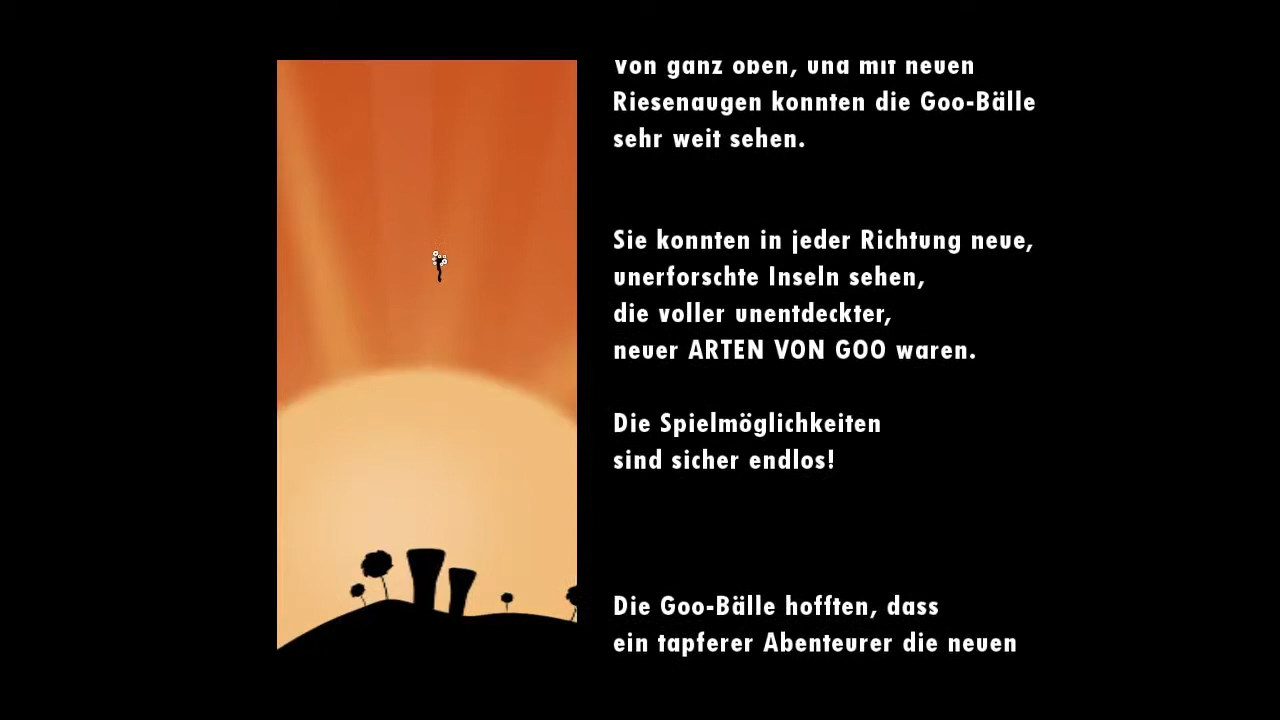 Von ganz oben, und mit neuen
Riesenaugen konnten die Goo-Bälle
sehr weit sehen.
Sie konnten in jeder Richtung neue,
unerforschte Inseln sehen,
die voller unentdeckter,
neuer ARTEN VON GOO waren.
Die Spielmöglichkeiten
sind sicher endlos!
Die Goo-Bälle hofften, dass
ein tapferer Abenteurer die neuen